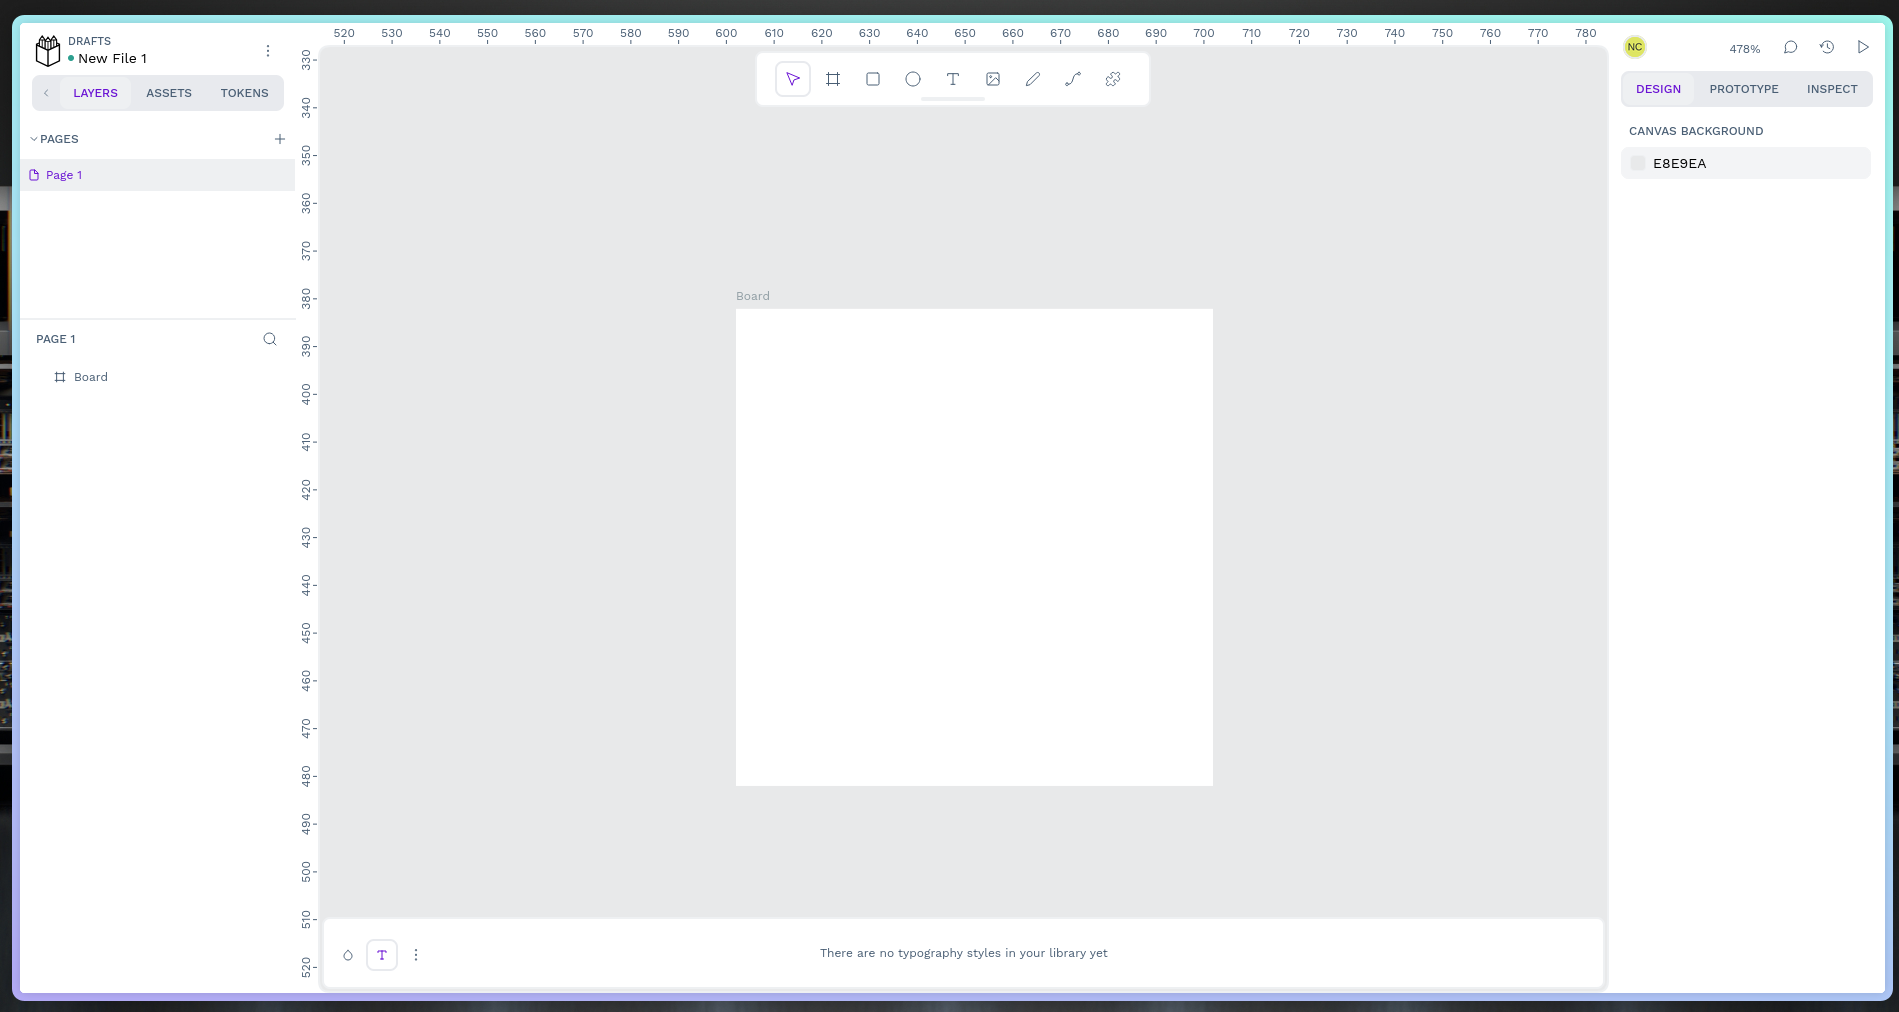 DRAFTS
New File 1
LAYERS ASSETS TOKENS
PAGES
Page 1
PAGE 1
Board
520 530 540 550 560 570 580 590 600 610 620 630 640 650 660 670 680 690 700 710 720 730 740 750 760 770 780
330
340
350
360
370
380
390
400
410
420
430
440
450
460
470
480
490
500
510
520
Board
There are no typography styles in your library yet
NC 478%
DESIGN PROTOTYPE INSPECT
CANVAS BACKGROUND
E8E9EA